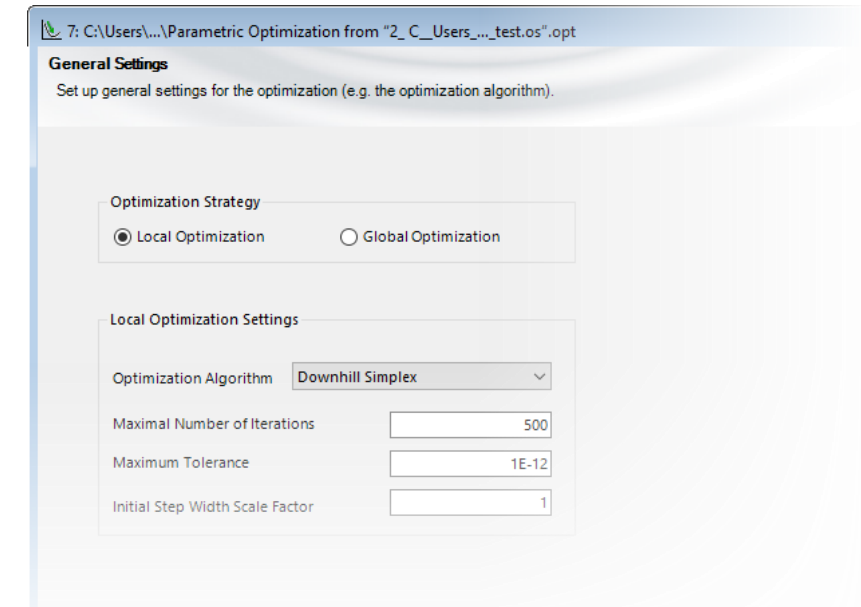 7: C:\Users\...\Parametric Optimization from “2_ C__Users_..._test.os”.opt
General Settings
Set up general settings for the optimization (e.g. the optimization algorithm).
Optimization Strategy
Local Optimization Global Optimization
Local Optimization Settings
Optimization Algorithm Downhill Simplex
Maximal Number of Iterations 500
Maximum Tolerance 1E-12
Initial Step Width Scale Factor 1